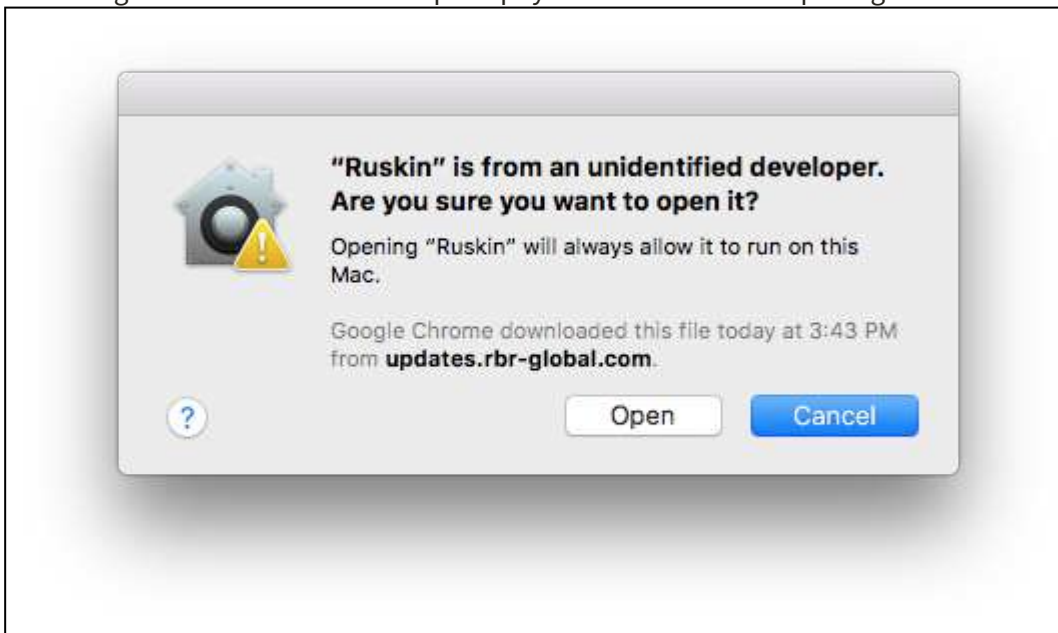 “Ruskin” is from an unidentified developer.
Are you sure you want to open it?
Opening “Ruskin” will always allow it to run on this
Mac.
Google Chrome downloaded this file today at 3:43 PM
from updates.rbr-global.com.
?
Open
Cancel